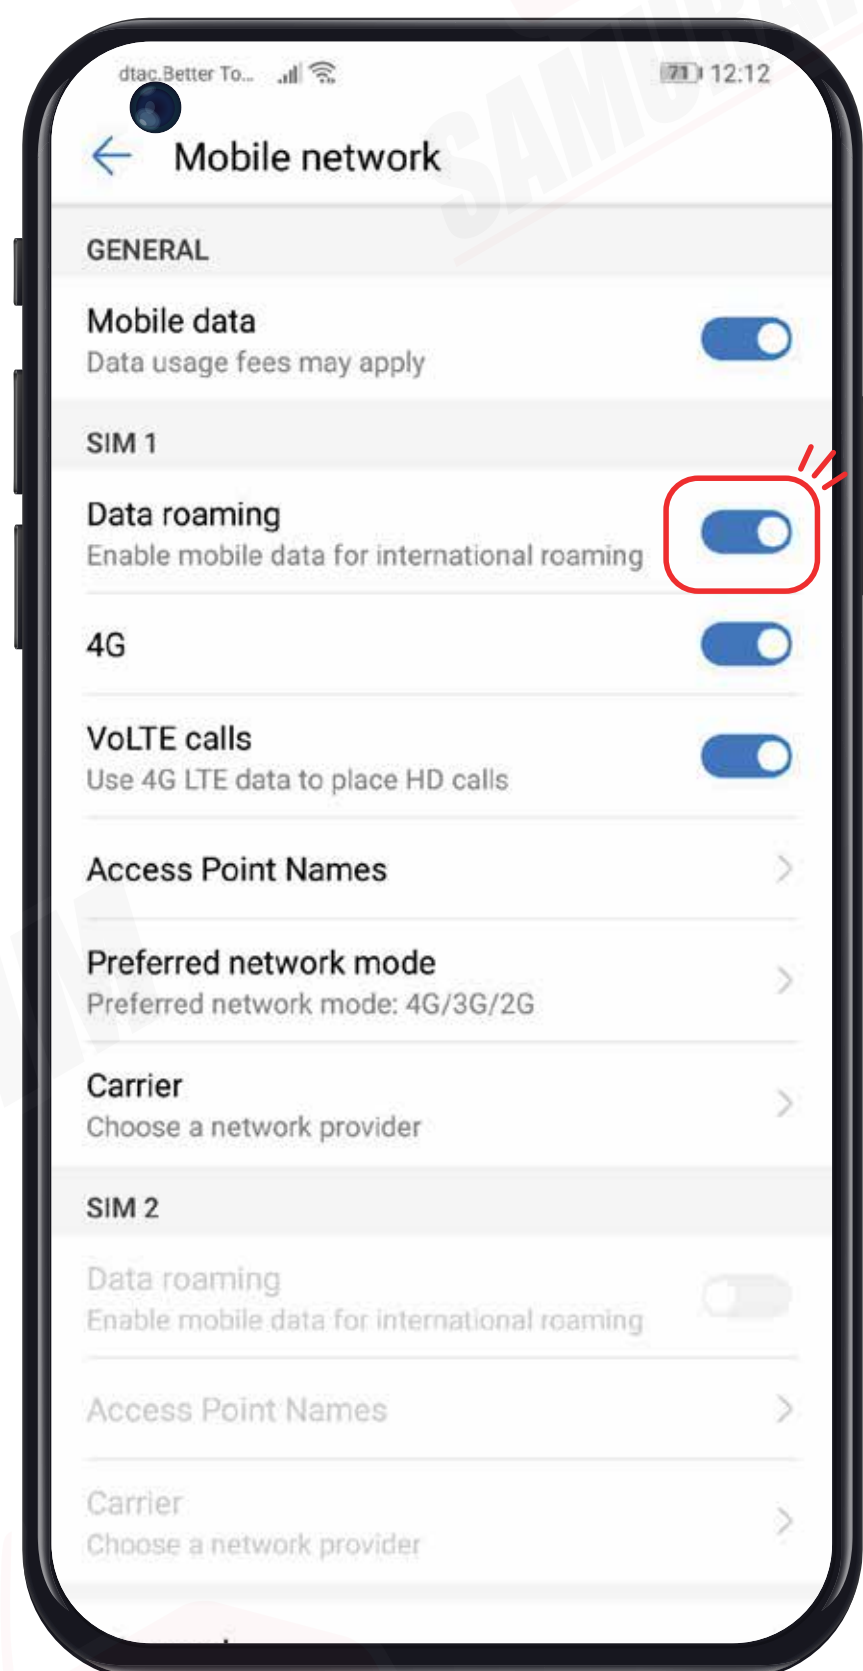 dtac.Better To...
71 12:12
Mobile network
GENERAL
Mobile data
Data usage fees may apply
SIM 1
Data roaming
Enable mobile data for international roaming
4G
VoLTE calls
Use 4G LTE data to place HD calls
Access Point Names
Preferred network mode
Preferred network mode: 4G/3G/2G
Carrier
Choose a network provider
SIM 2
Data roaming
Enable mobile data for international roaming
Access Point Names
Carrier
Choose a network provider